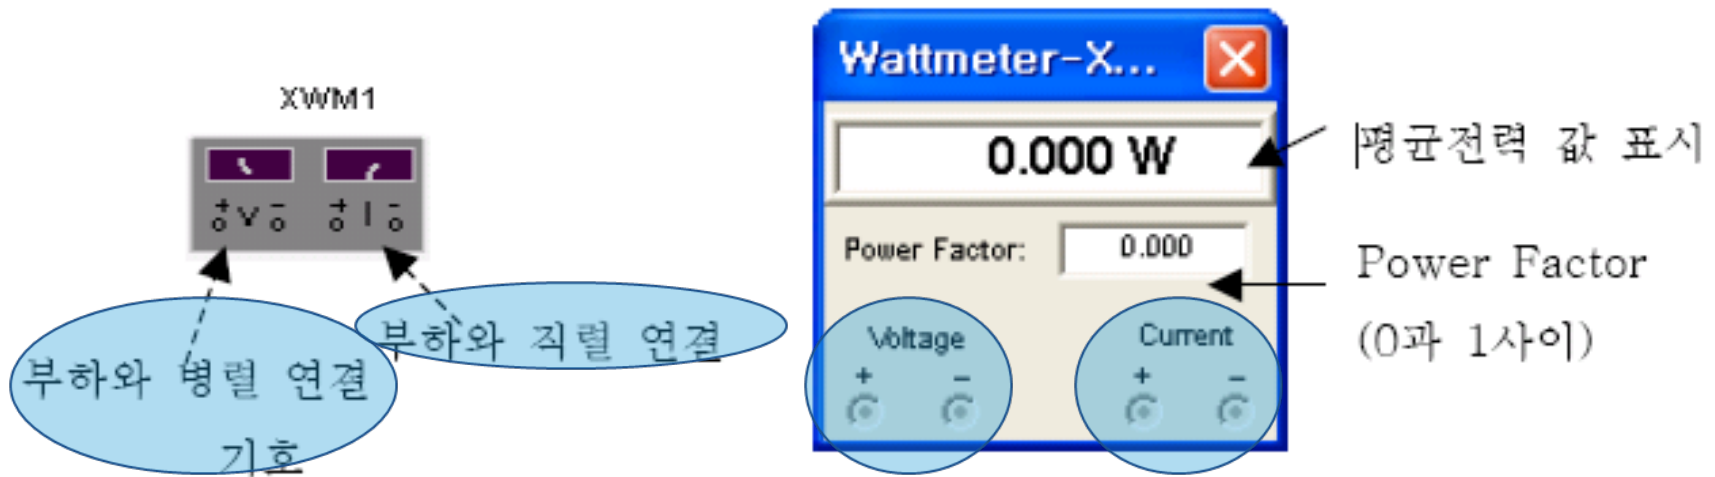 XWM1
+ V - + I -
부하와 병렬 연결
기호
부하와 직렬 연결
Wattmeter-X...
0.000 W
Power Factor: 0.000
Voltage
+ -
Current
+ -
평균전력 값 표시
Power Factor
(0과 1사이)